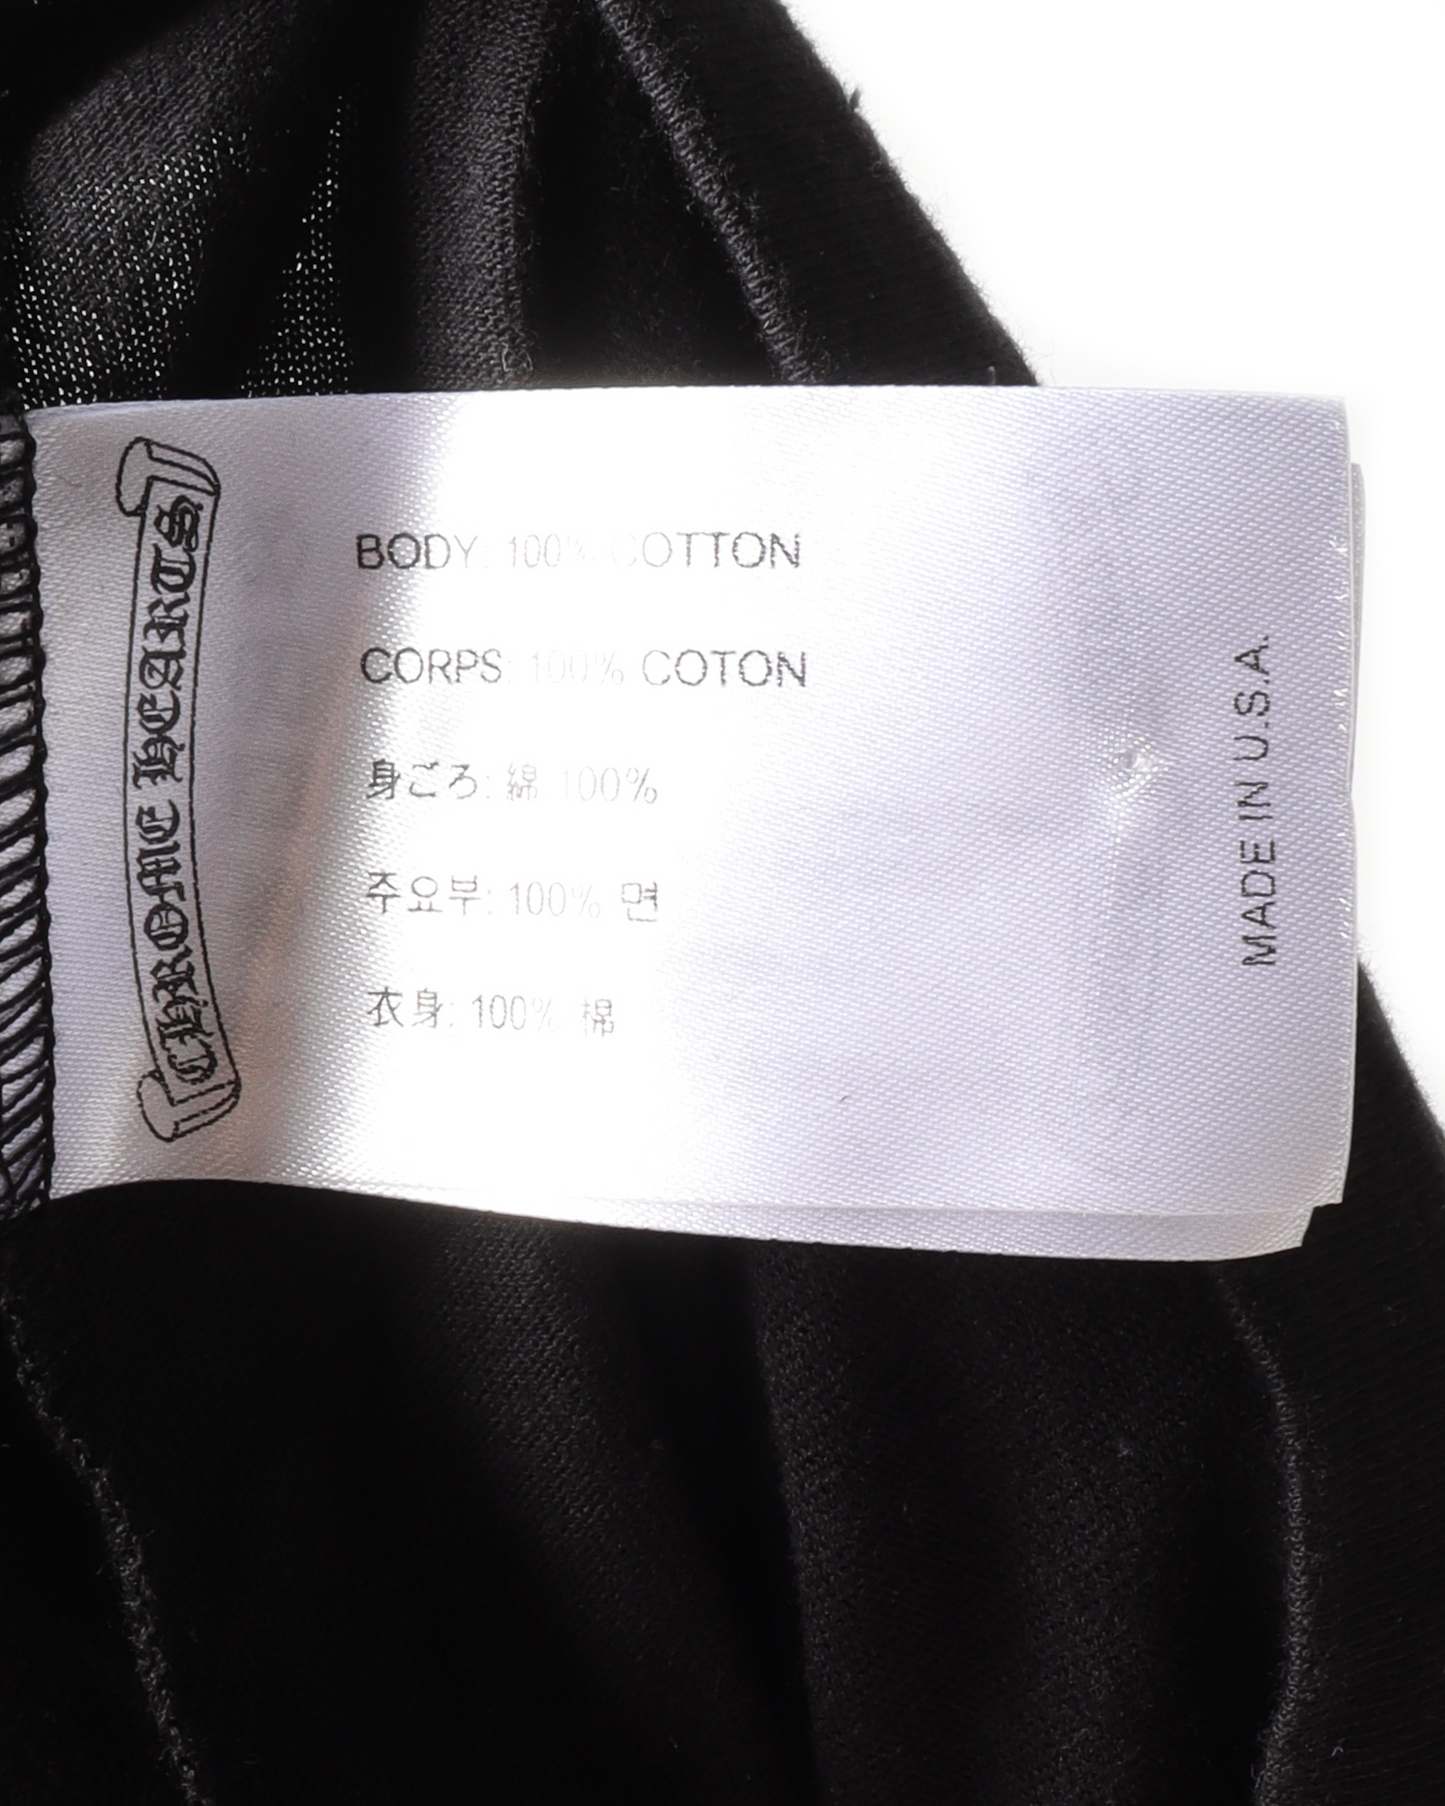 CHROME HEARTS
BODY: 100% COTTON
CORPS: 100% COTON
身ごろ: 綿 100%
주요부: 100% 면
衣身: 100% 棉
MADE IN U.S.A.